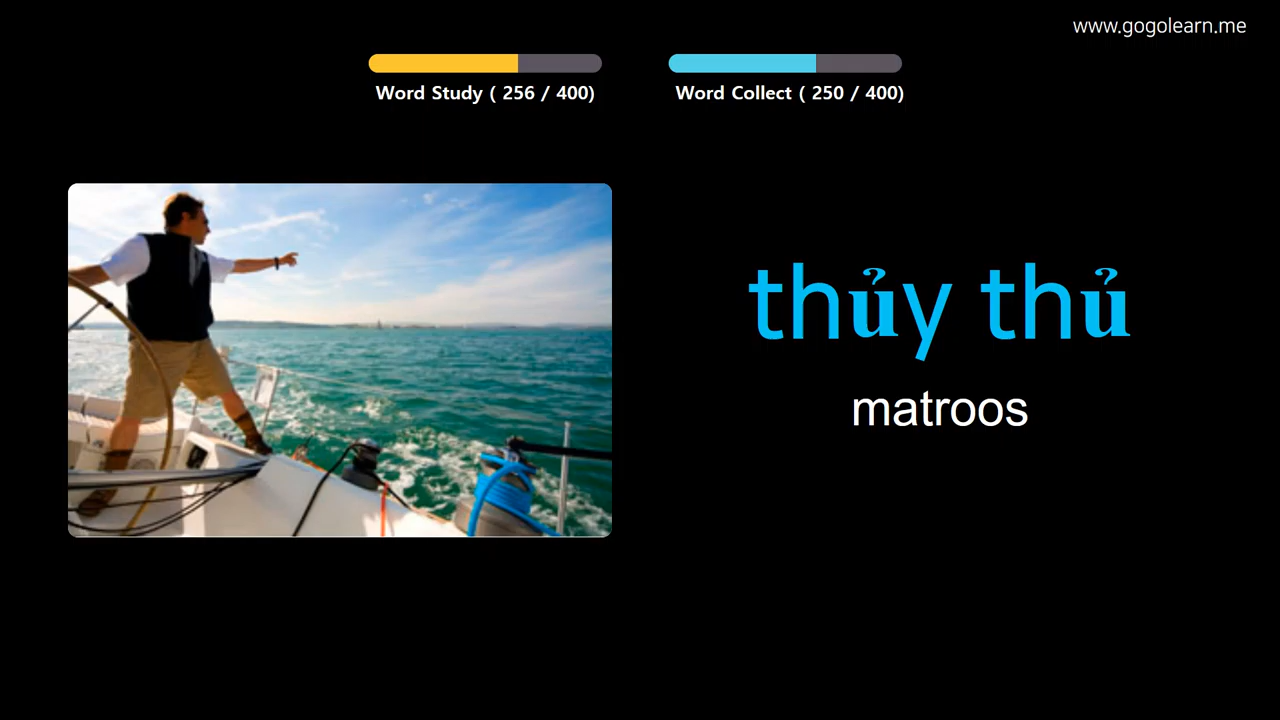 www.gogolearn.me
Word Study ( 256 / 400)
Word Collect ( 250 / 400)
thủy thủ
matroos